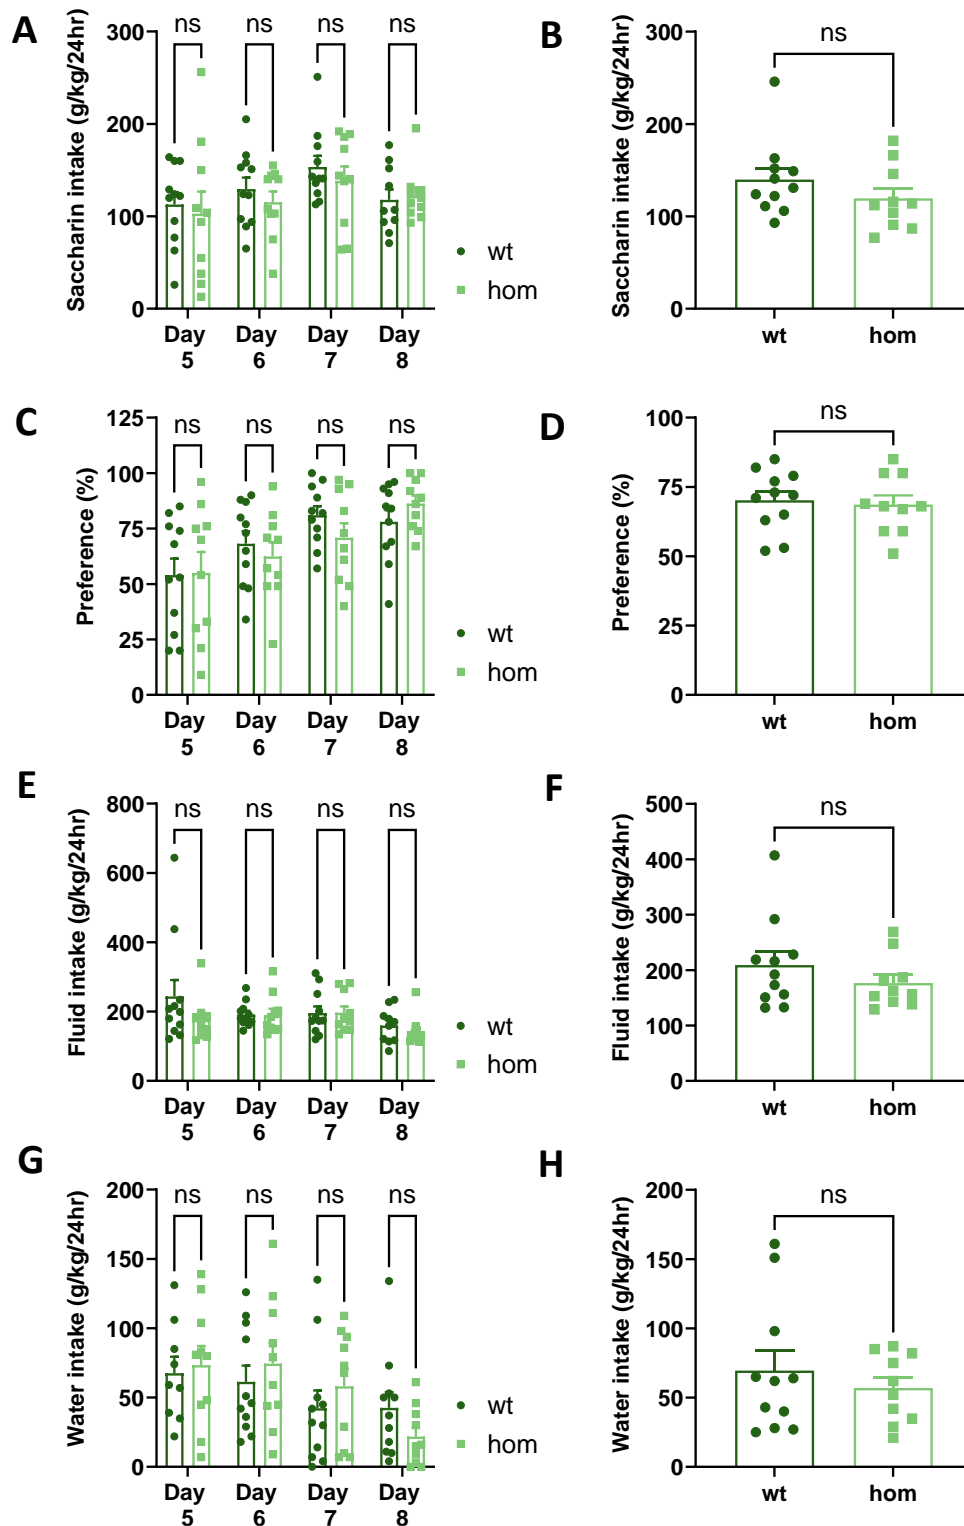 A
Saccharin intake (g/kg/24hr)
300
200
100
0
ns
ns
ns
ns
Day
5
Day
6
Day
7
Day
8
wt
hom
B
Saccharin intake (g/kg/24hr)
300
200
100
0
ns
wt
hom
C
Preference (%)
125
100
75
50
25
0
ns
ns
ns
ns
Day
5
Day
6
Day
7
Day
8
wt
hom
D
Preference (%)
100
75
50
25
0
ns
wt
hom
E
Fluid intake (g/kg/24hr)
800
600
400
200
0
ns
ns
ns
ns
Day
5
Day
6
Day
7
Day
8
wt
hom
F
Fluid intake (g/kg/24hr)
500
400
300
200
100
0
ns
wt
hom
G
Water intake (g/kg/24hr)
200
150
100
50
0
ns
ns
ns
ns
Day
5
Day
6
Day
7
Day
8
wt
hom
H
Water intake (g/kg/24hr)
200
150
100
50
0
ns
wt
hom